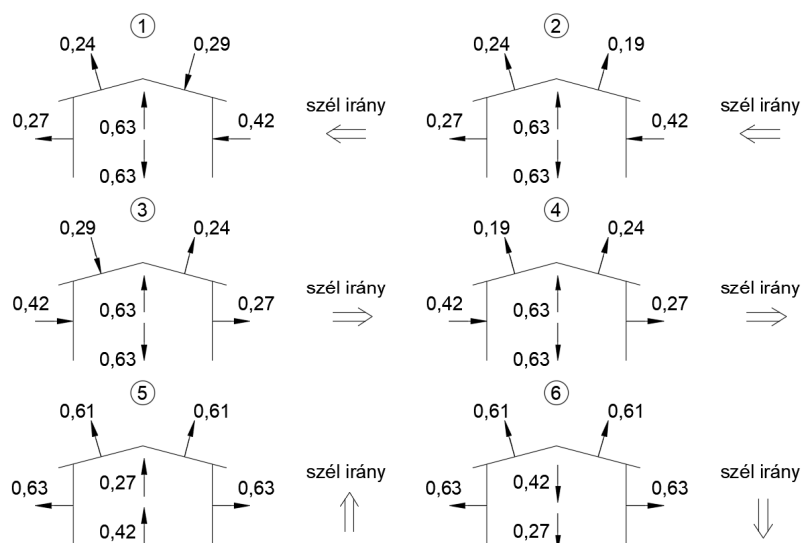 ① ②
0,24 0,29 0,24 0,19
szél irány szél irány
0,27 0,63 0,42 0,27 0,63 0,42
0,63 0,63
③ ④
0,29 0,24 0,19 0,24
szél irány szél irány
0,42 0,63 0,27 0,42 0,63 0,27
0,63 0,63
⑤ ⑥
0,61 0,61 0,61 0,61
szél irány szél irány
0,63 0,27 0,63 0,63 0,42 0,63
0,42 0,27